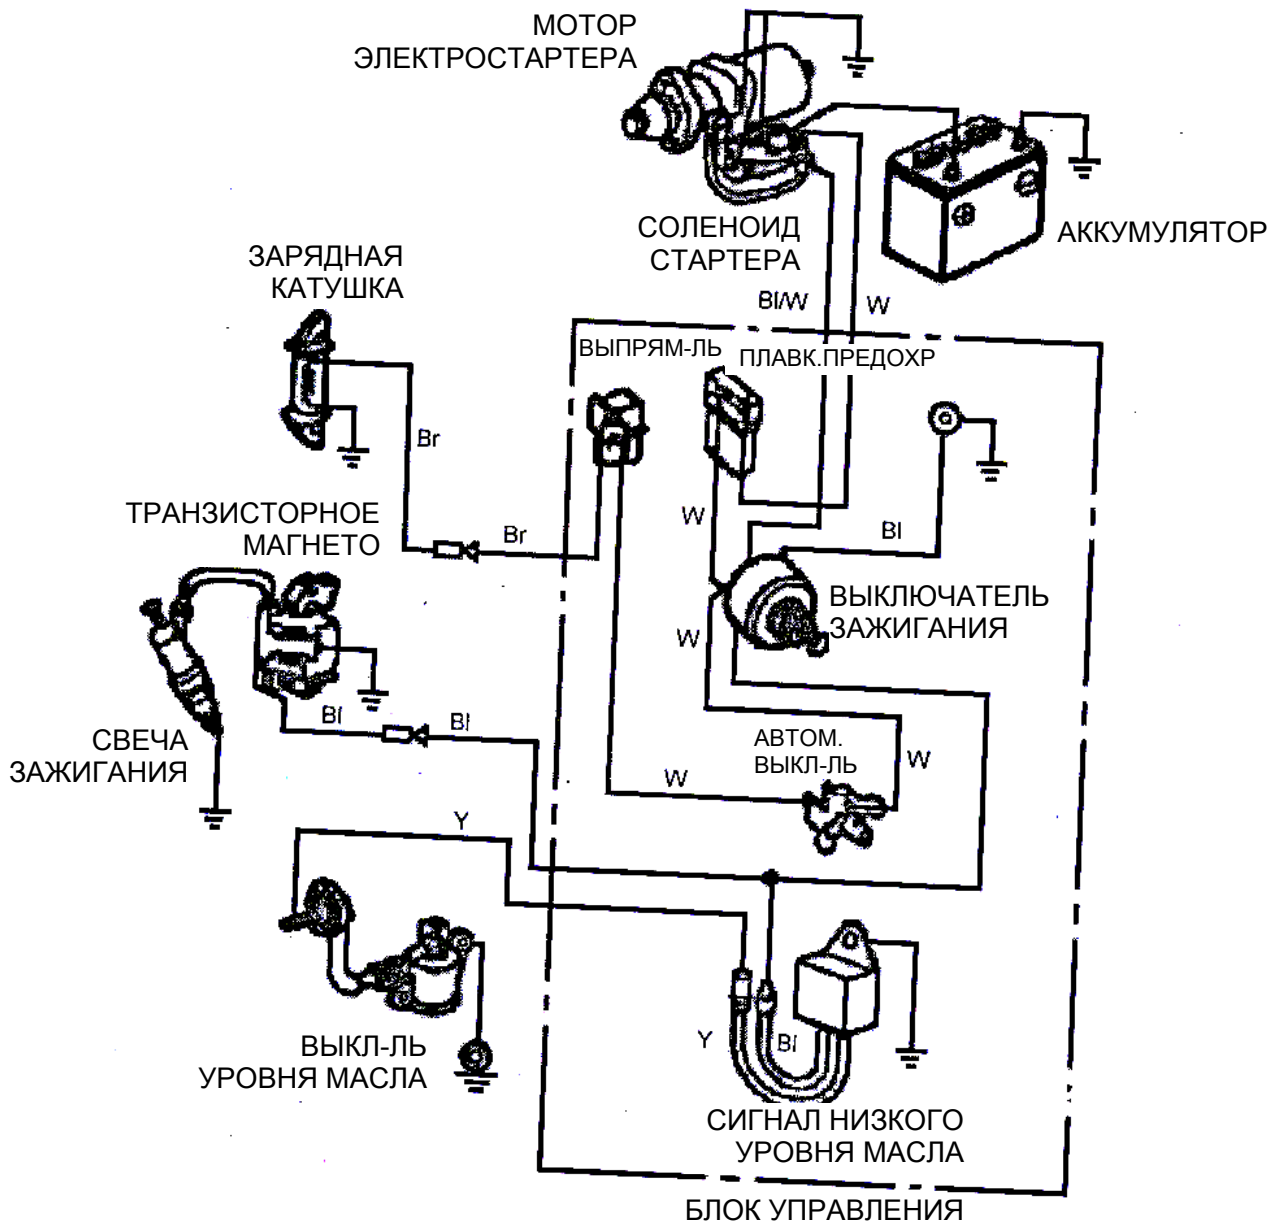 МОТОР
ЭЛЕКТРОСТАРТЕРА
СОЛЕНОИД
СТАРТЕРА
АККУМУЛЯТОР
ЗАРЯДНАЯ
КАТУШКА
Bl/W
W
ВЫПРЯМ-ЛЬ
ПЛАВК.ПРЕДОХР
Br
ТРАНЗИСТОРНОЕ
МАГНЕТО
Br
W
Bl
ВЫКЛЮЧАТЕЛЬ
ЗАЖИГАНИЯ
W
Bl
Bl
СВЕЧА
ЗАЖИГАНИЯ
АВТОМ.
ВЫКЛ-ЛЬ
W
W
Y
ВЫКЛ-ЛЬ
УРОВНЯ МАСЛА
Y
Bl
СИГНАЛ НИЗКОГО
УРОВНЯ МАСЛА
БЛОК УПРАВЛЕНИЯ